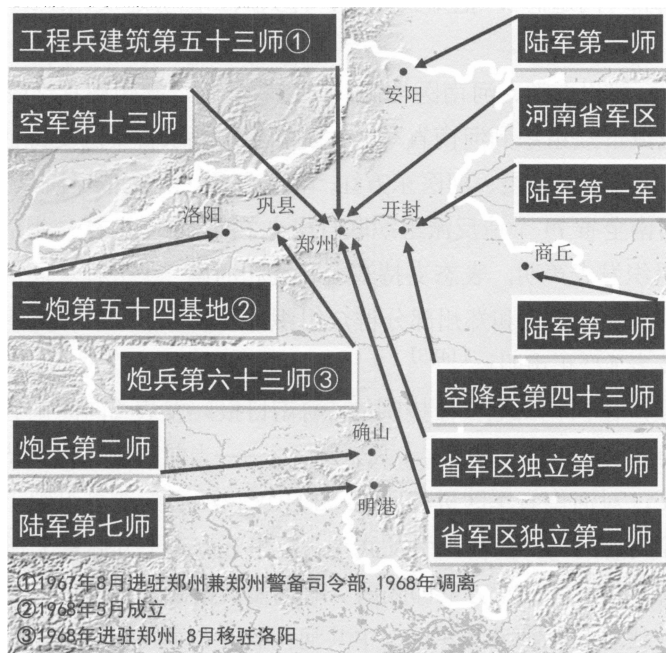 工程兵建筑第五十三师①
陆军第一师
安阳
空军第十三师
河南省军区
陆军第一军
洛阳
巩县
郑州
开封
商丘
二炮第五十四基地②
陆军第二师
炮兵第六十三师③
空降兵第四十三师
炮兵第二师
确山
省军区独立第一师
陆军第七师
明港
省军区独立第二师
①1967年8月进驻郑州兼郑州警备司令部,1968年调离
②1968年5月成立
③1968年进驻郑州,8月移驻洛阳